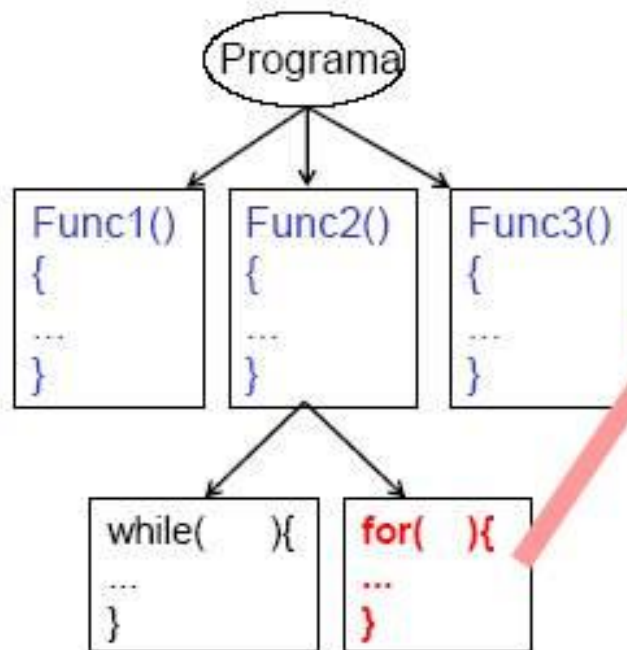 Programa
Func1()
{
...
}
Func2()
{
...
}
Func3()
{
...
}
while( ){
...
}
for( ){
...
}